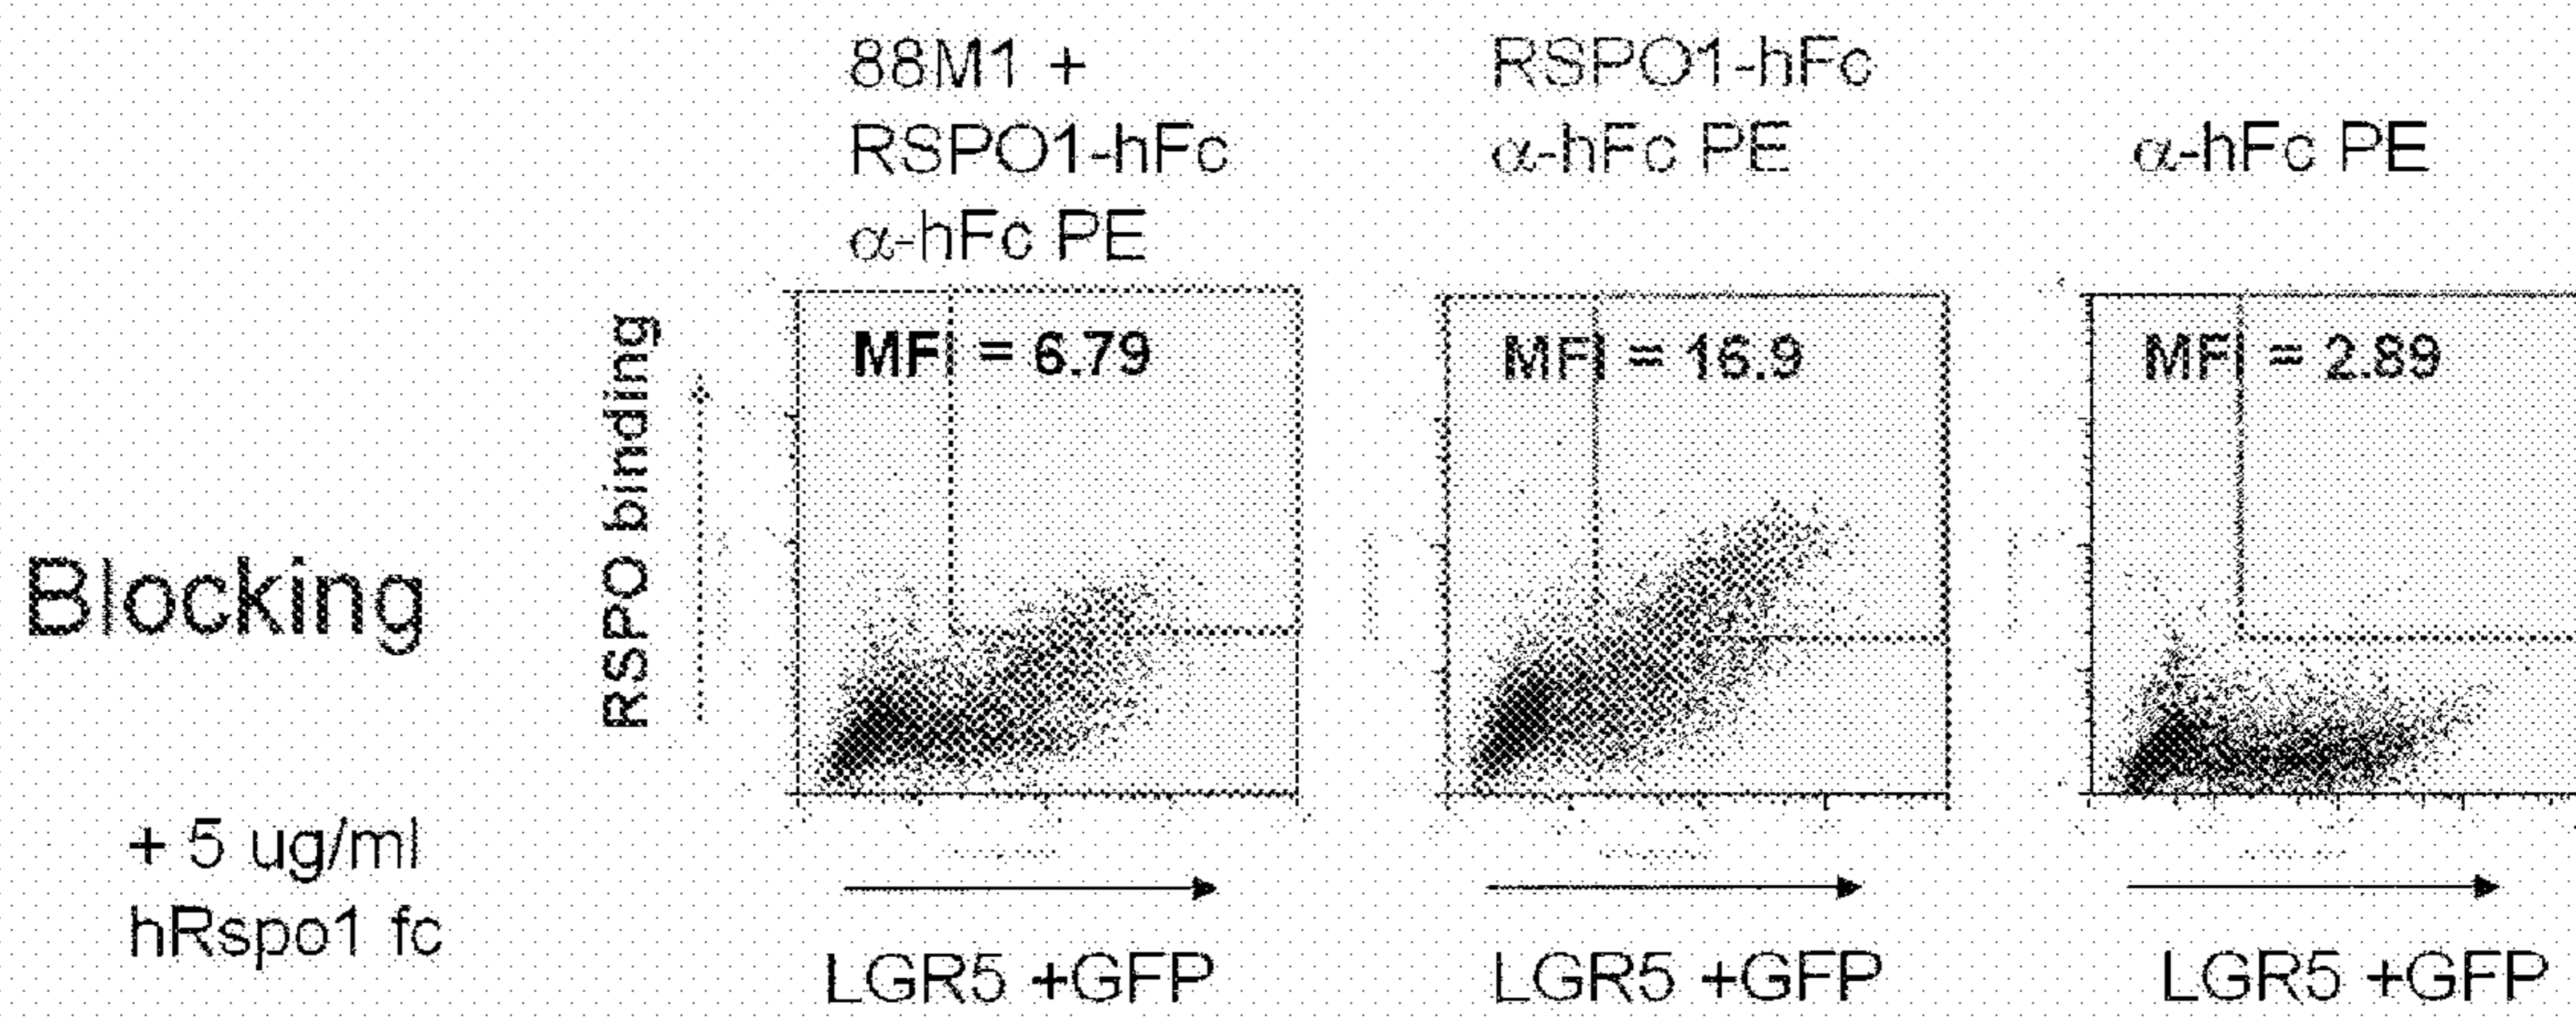 88M1 +
RSPO1-hFc
α-hFc PE
RSPO1-hFc
α-hFc PE
α-hFc PE
Blocking
+ 5 ug/ml
hRspo1 fc
RSPO binding
MFI = 6.79
MFI = 16.9
MFI = 2.89
LGR5 +GFP
LGR5 +GFP
LGR5 +GFP